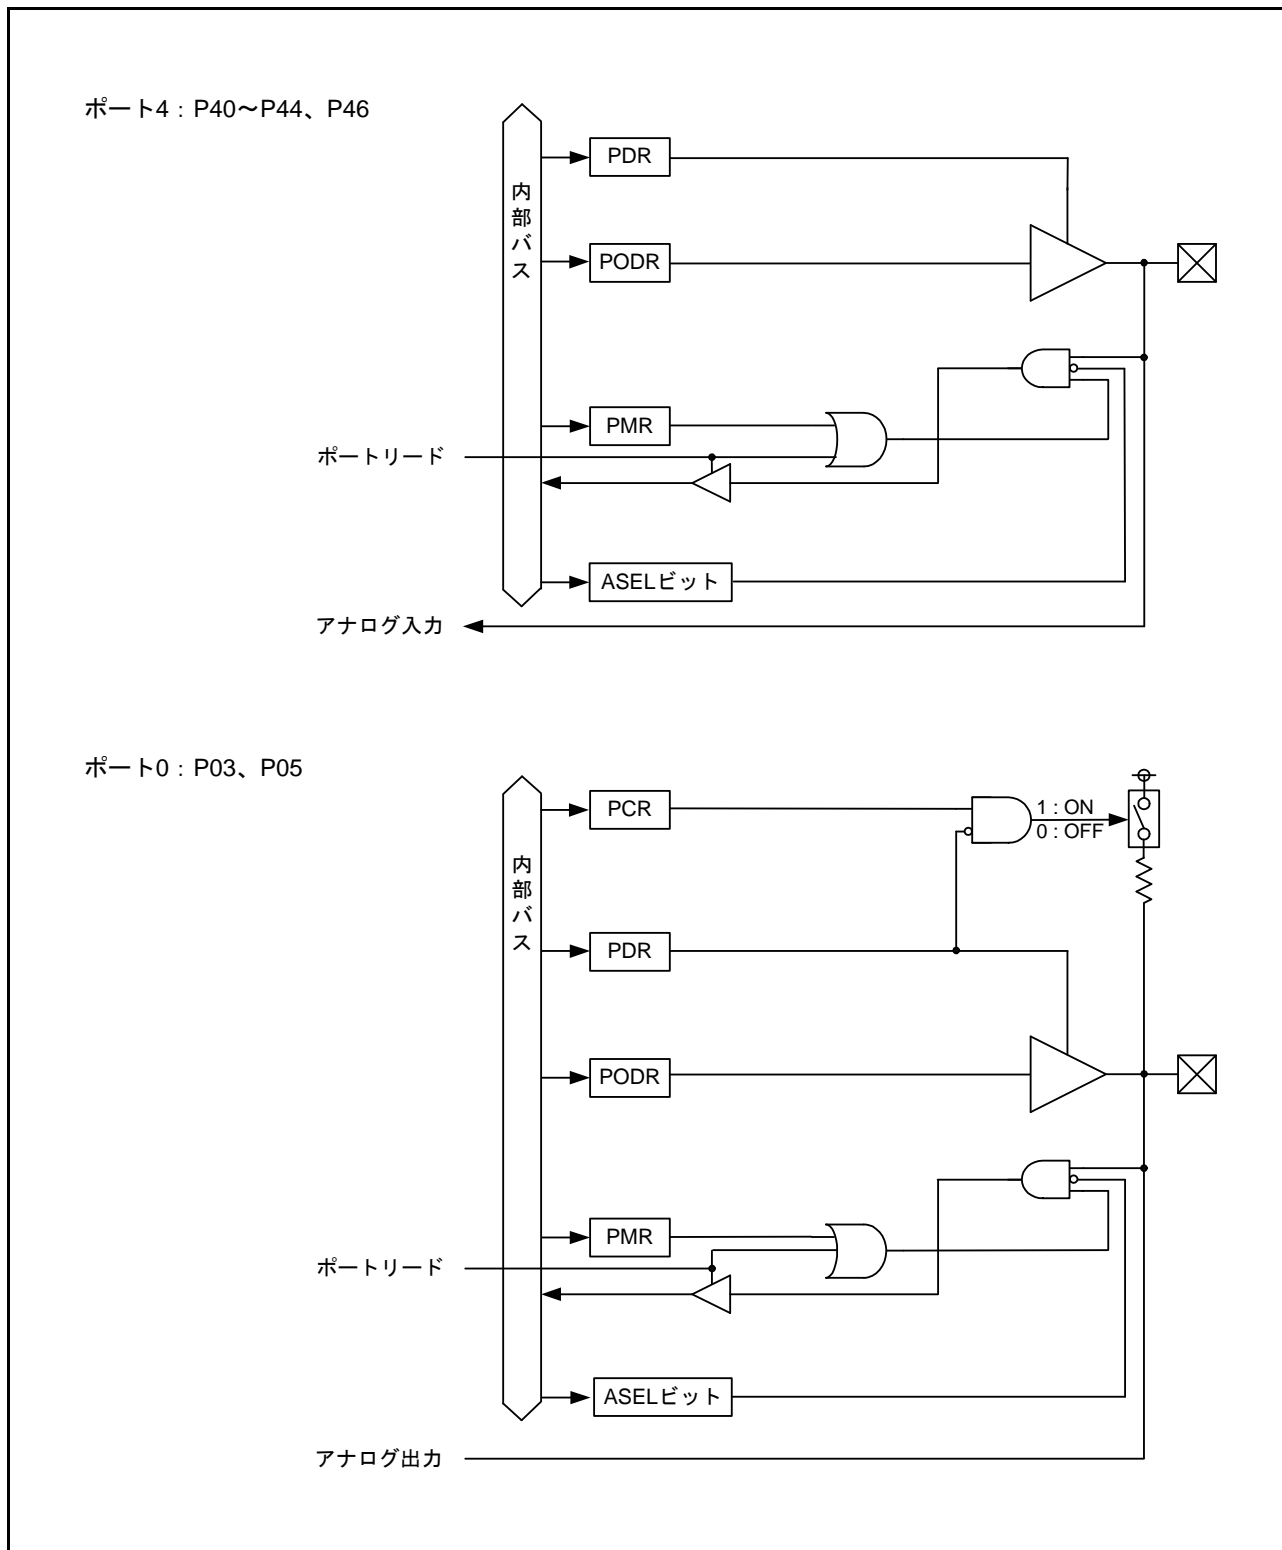 ポート4：P40～P44、P46
内部バス
PDR
PODR
PMR
ポートリード
ASELビット
アナログ入力
ポート0：P03、P05
内部バス
PCR
1 : ON
0 : OFF
PDR
PODR
PMR
ポートリード
ASELビット
アナログ出力